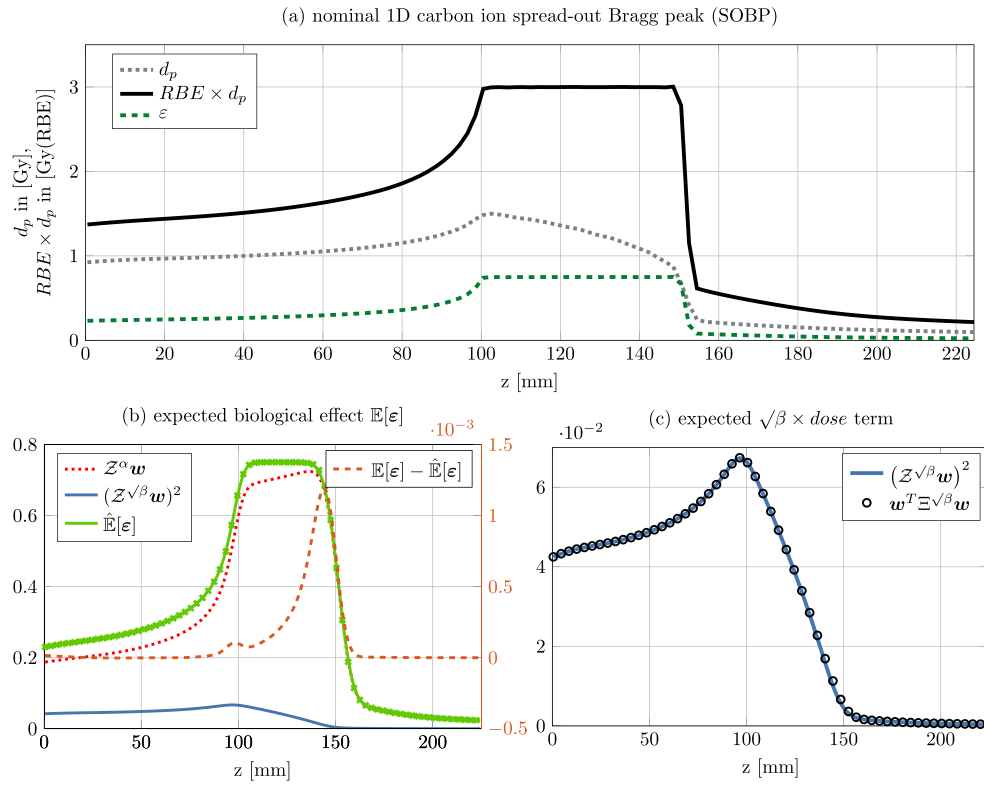 (a) nominal 1D carbon ion spread-out Bragg peak (SOBP)
d_p in [Gy],
RBE × d_p in [Gy(RBE)]
3
2
1
0
d_p
RBE × d_p
ε
0 20 40 60 80 100 120 140 160 180 200 220
z [mm]
(b) expected biological effect 𝔼[ε]
·10⁻³
0.8
0.6
0.4
0.2
0
𝒵^α w
(𝒵^√β w)²
𝔼̂[ε]
𝔼[ε] − 𝔼̂[ε]
1.5
1
0.5
0
−0.5
0 50 100 150 200
z [mm]
(c) expected √β × dose term
·10⁻²
6
4
2
0
(𝒵^√β w)²
w^T Ξ^√β w
0 50 100 150 200
z [mm]